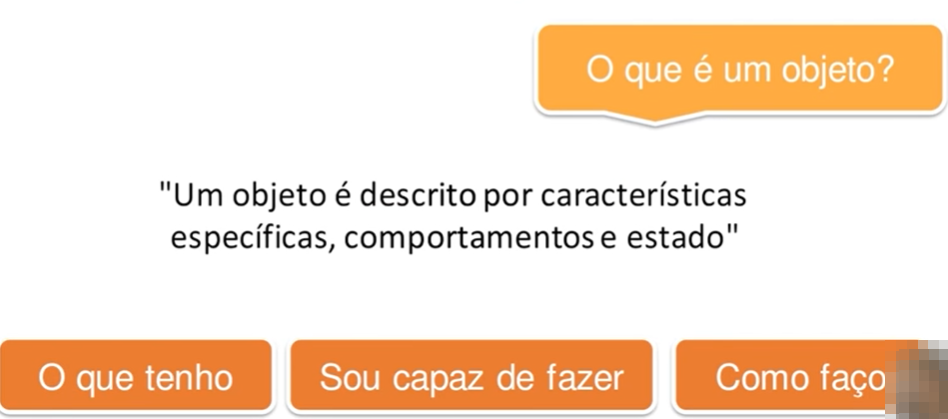 O que é um objeto?
"Um objeto é descrito por características
específicas, comportamentos e estado"
O que tenho
Sou capaz de fazer
Como faço